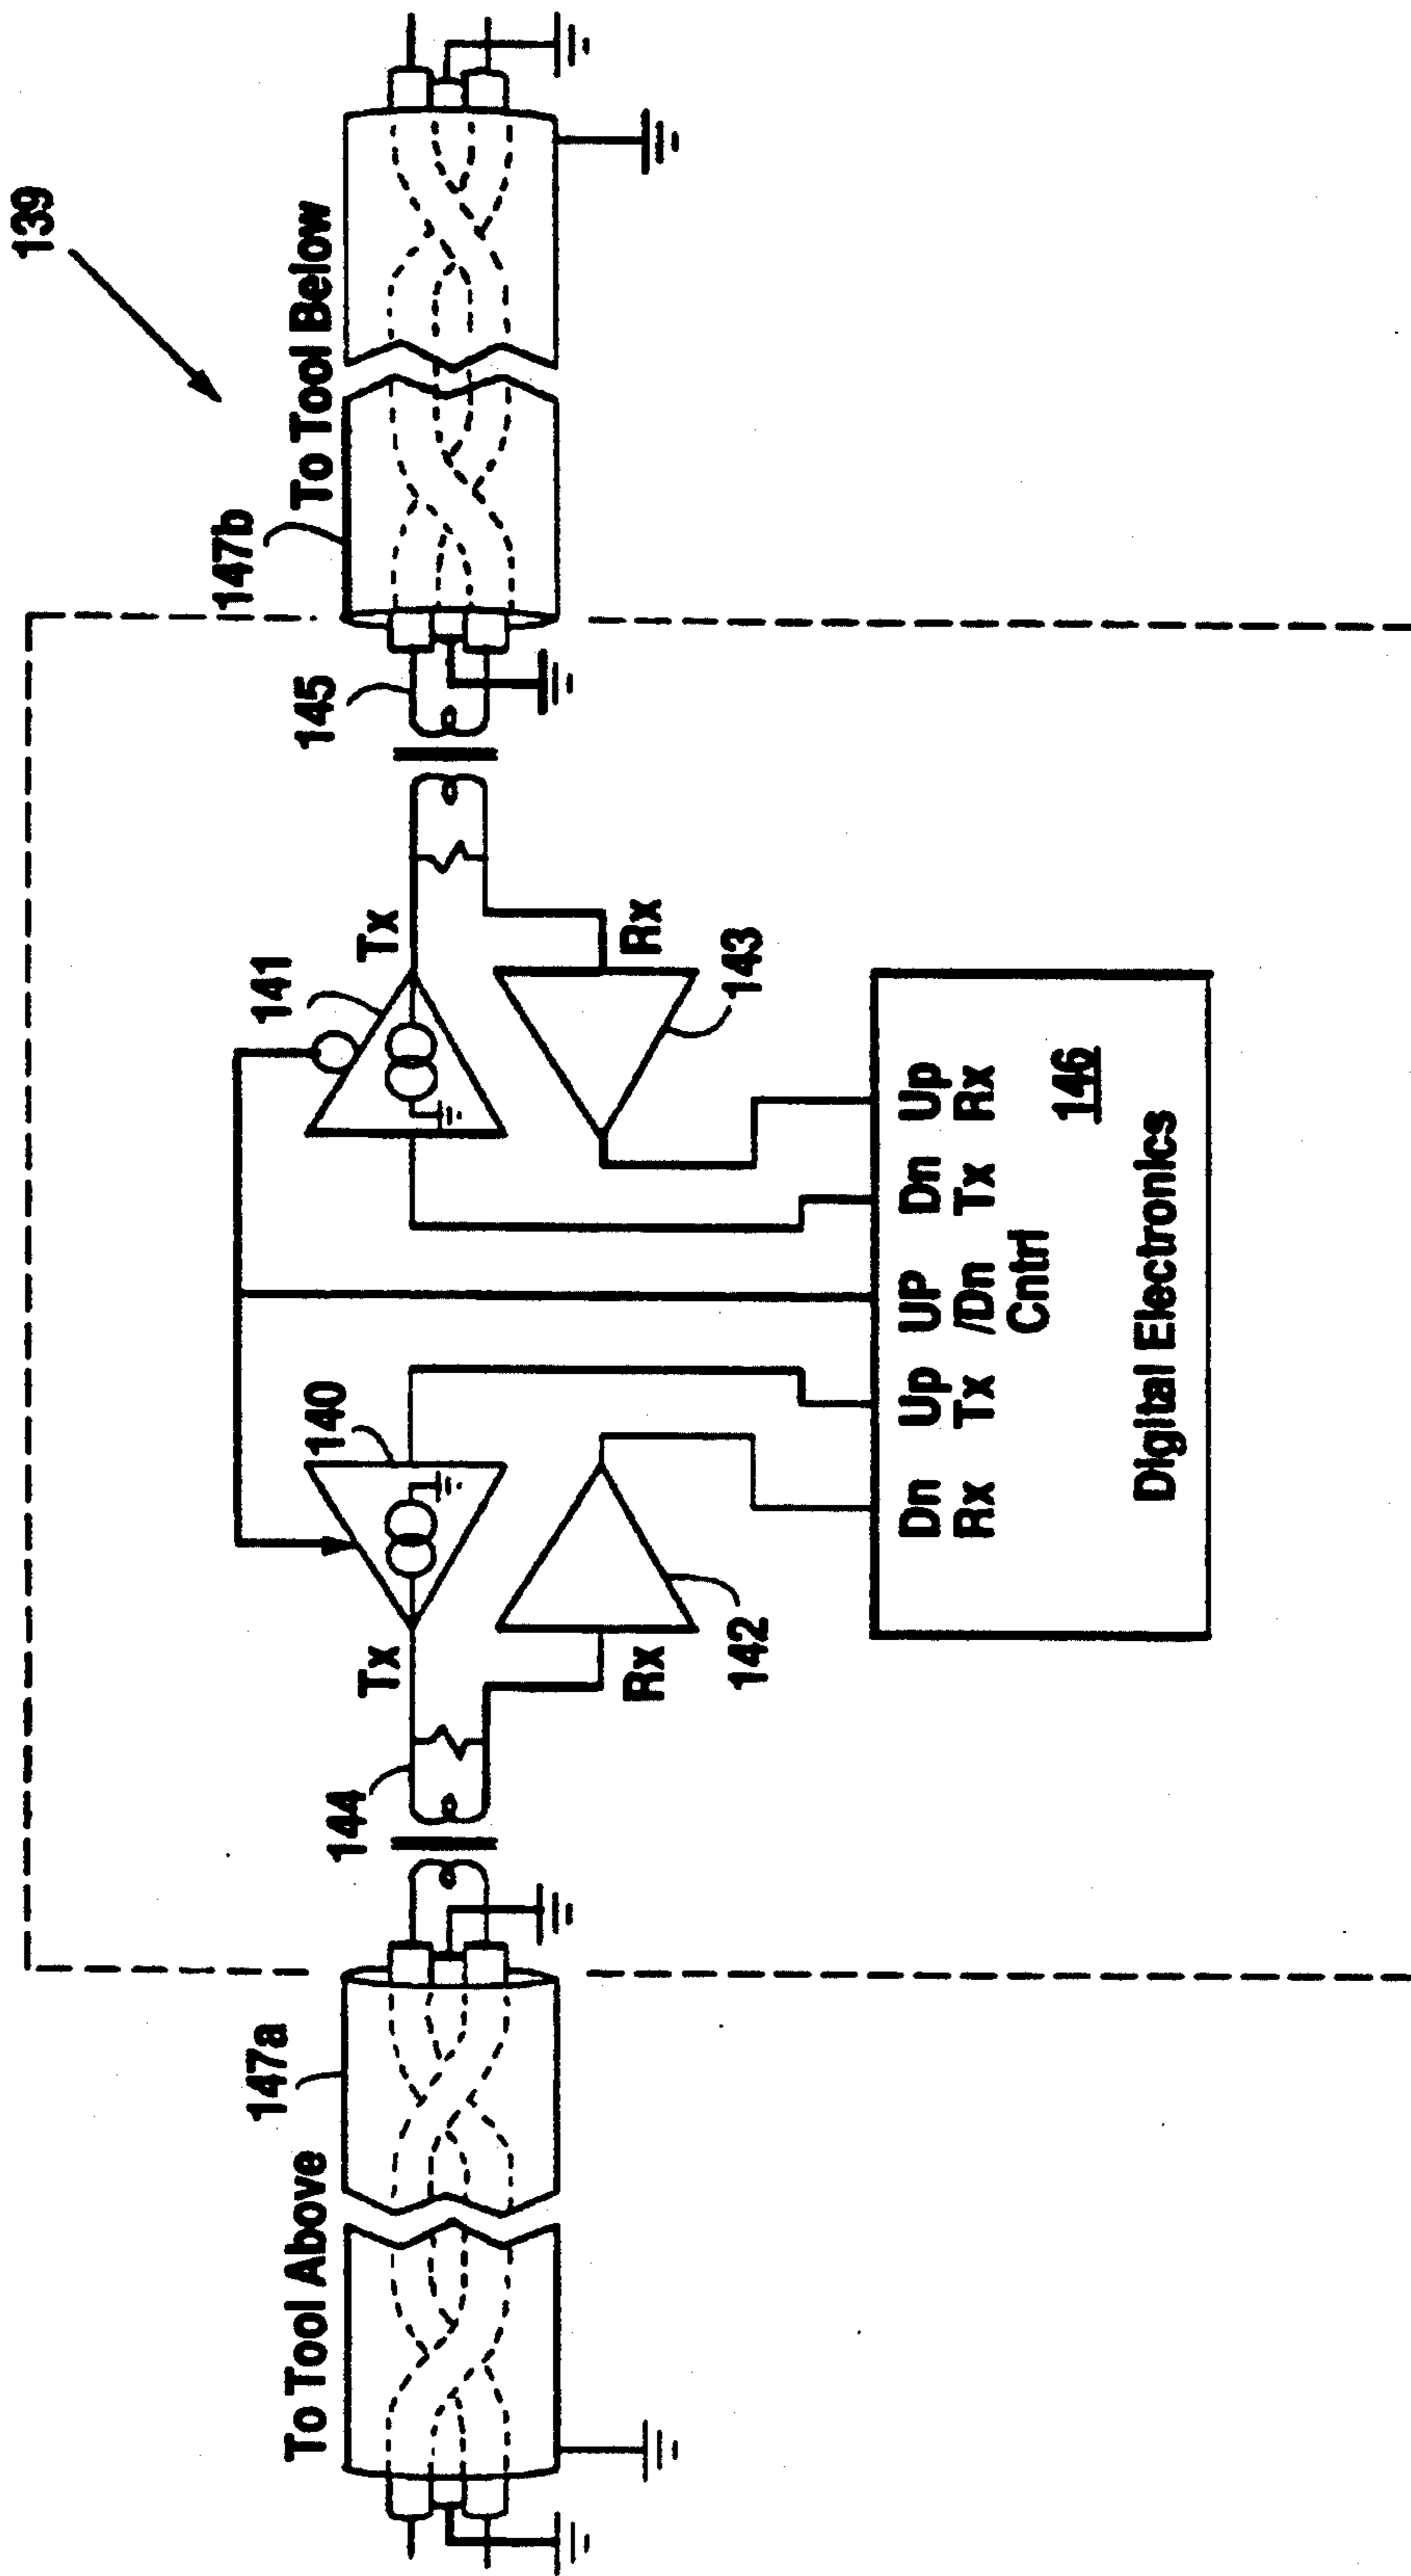 139
To Tool Above
147a
147b
To Tool Below
144
145
Tx
140
141
Tx
Rx
142
Rx
143
Dn Up UP Dn Up
Rx Tx /Dn Tx Rx
Cntrl
146
Digital Electronics